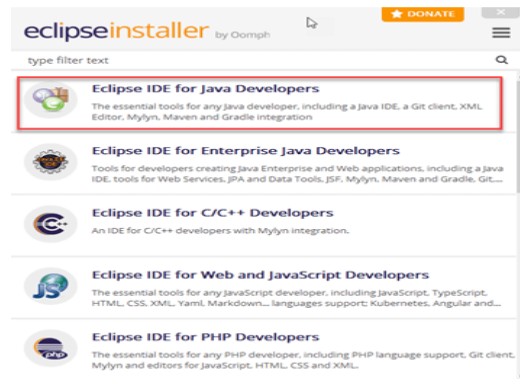 DONATE
eclipseinstaller by Oomph
type filter text
Eclipse IDE for Java Developers
The essential tools for any Java developer, including a Java IDE, a Git client, XML
Editor, Mylyn, Maven and Gradle integration
Eclipse IDE for Enterprise Java Developers
Tools for developers creating Java Enterprise and Web applications, including a Java
IDE, tools for Web Services, JPA and Data Tools, JSF, Mylyn, Maven and Gradle, Git,...
Eclipse IDE for C/C++ Developers
An IDE for C/C++ developers with Mylyn integration.
JS
Eclipse IDE for Web and JavaScript Developers
The essential tools for any JavaScript developer, including JavaScript, TypeScript,
HTML, CSS, XML, Yaml, Markdown... languages support; Kubernetes, Angular and...
php
Eclipse IDE for PHP Developers
The essential tools for any PHP developer, including PHP language support, Git client,
Mylyn and editors for JavaScript, HTML, CSS and XML.